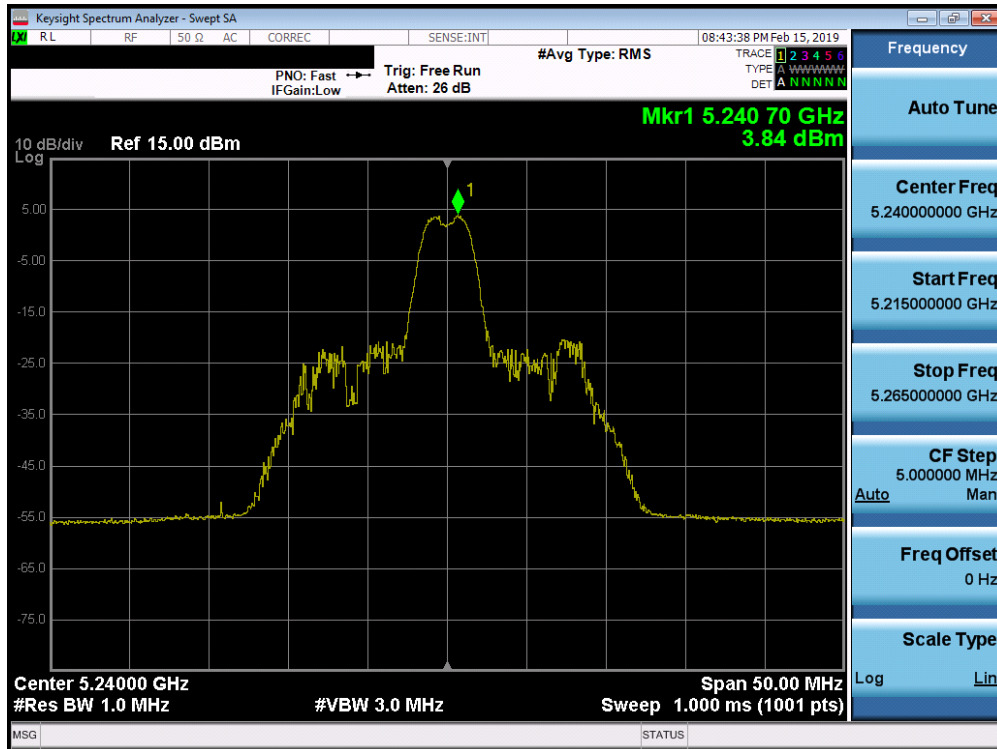 Keysight Spectrum Analyzer - Swept SA
LXI RL RF 50 Ω AC CORREC SENSE:INT 08:43:38 PM Feb 15, 2019
PNO: Fast
IFGain:Low
Trig: Free Run
Atten: 26 dB
#Avg Type: RMS
TRACE 1 2 3 4 5 6
TYPE A WWWWW
DET A N N N N N
Mkr1 5.240 70 GHz
3.84 dBm
10 dB/div
Log
Ref 15.00 dBm
1
5.00
-5.00
-15.0
-25.0
-35.0
-45.0
-55.0
-65.0
-75.0
Center 5.24000 GHz
Span 50.00 MHz
#Res BW 1.0 MHz
#VBW 3.0 MHz
Sweep 1.000 ms (1001 pts)
MSG
STATUS
Frequency
Auto Tune
Center Freq
5.240000000 GHz
Start Freq
5.215000000 GHz
Stop Freq
5.265000000 GHz
CF Step
5.000000 MHz
Auto Man
Freq Offset
0 Hz
Scale Type
Log Lin